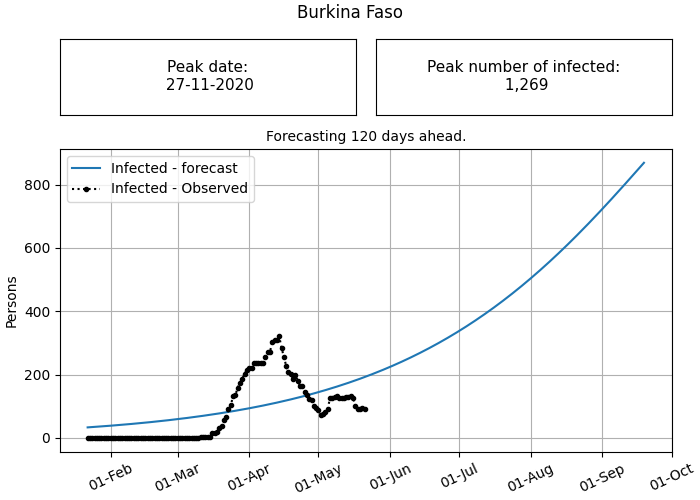 Burkina Faso
Peak date:
27-11-2020
Peak number of infected:
1,269
Forecasting 120 days ahead.
Infected - forecast
Infected - Observed
800
600
400
200
0
Persons
01-Feb
01-Mar
01-Apr
01-May
01-Jun
01-Jul
01-Aug
01-Sep
01-Oct